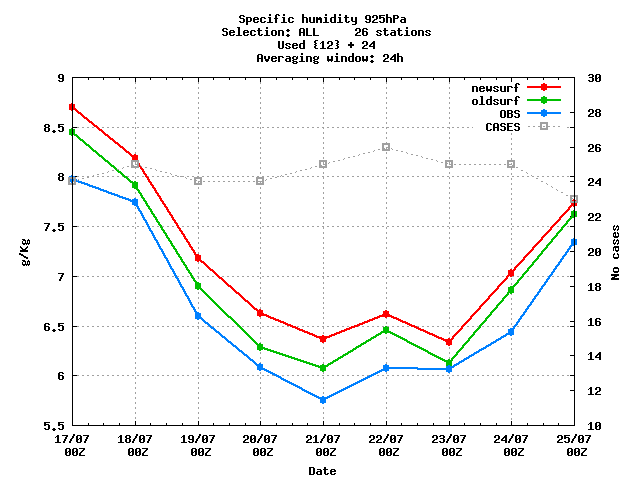 Specific humidity 925hPa
Selection: ALL     26 stations
Used {12} + 24
Averaging window: 24h
newsurf
oldsurf
OBS
CASES
9
8.5
8
7.5
7
6.5
6
5.5
g/Kg
30
28
26
24
22
20
18
16
14
12
10
No cases
17/07 18/07 19/07 20/07 21/07 22/07 23/07 24/07 25/07
00Z 00Z 00Z 00Z 00Z 00Z 00Z 00Z 00Z
Date